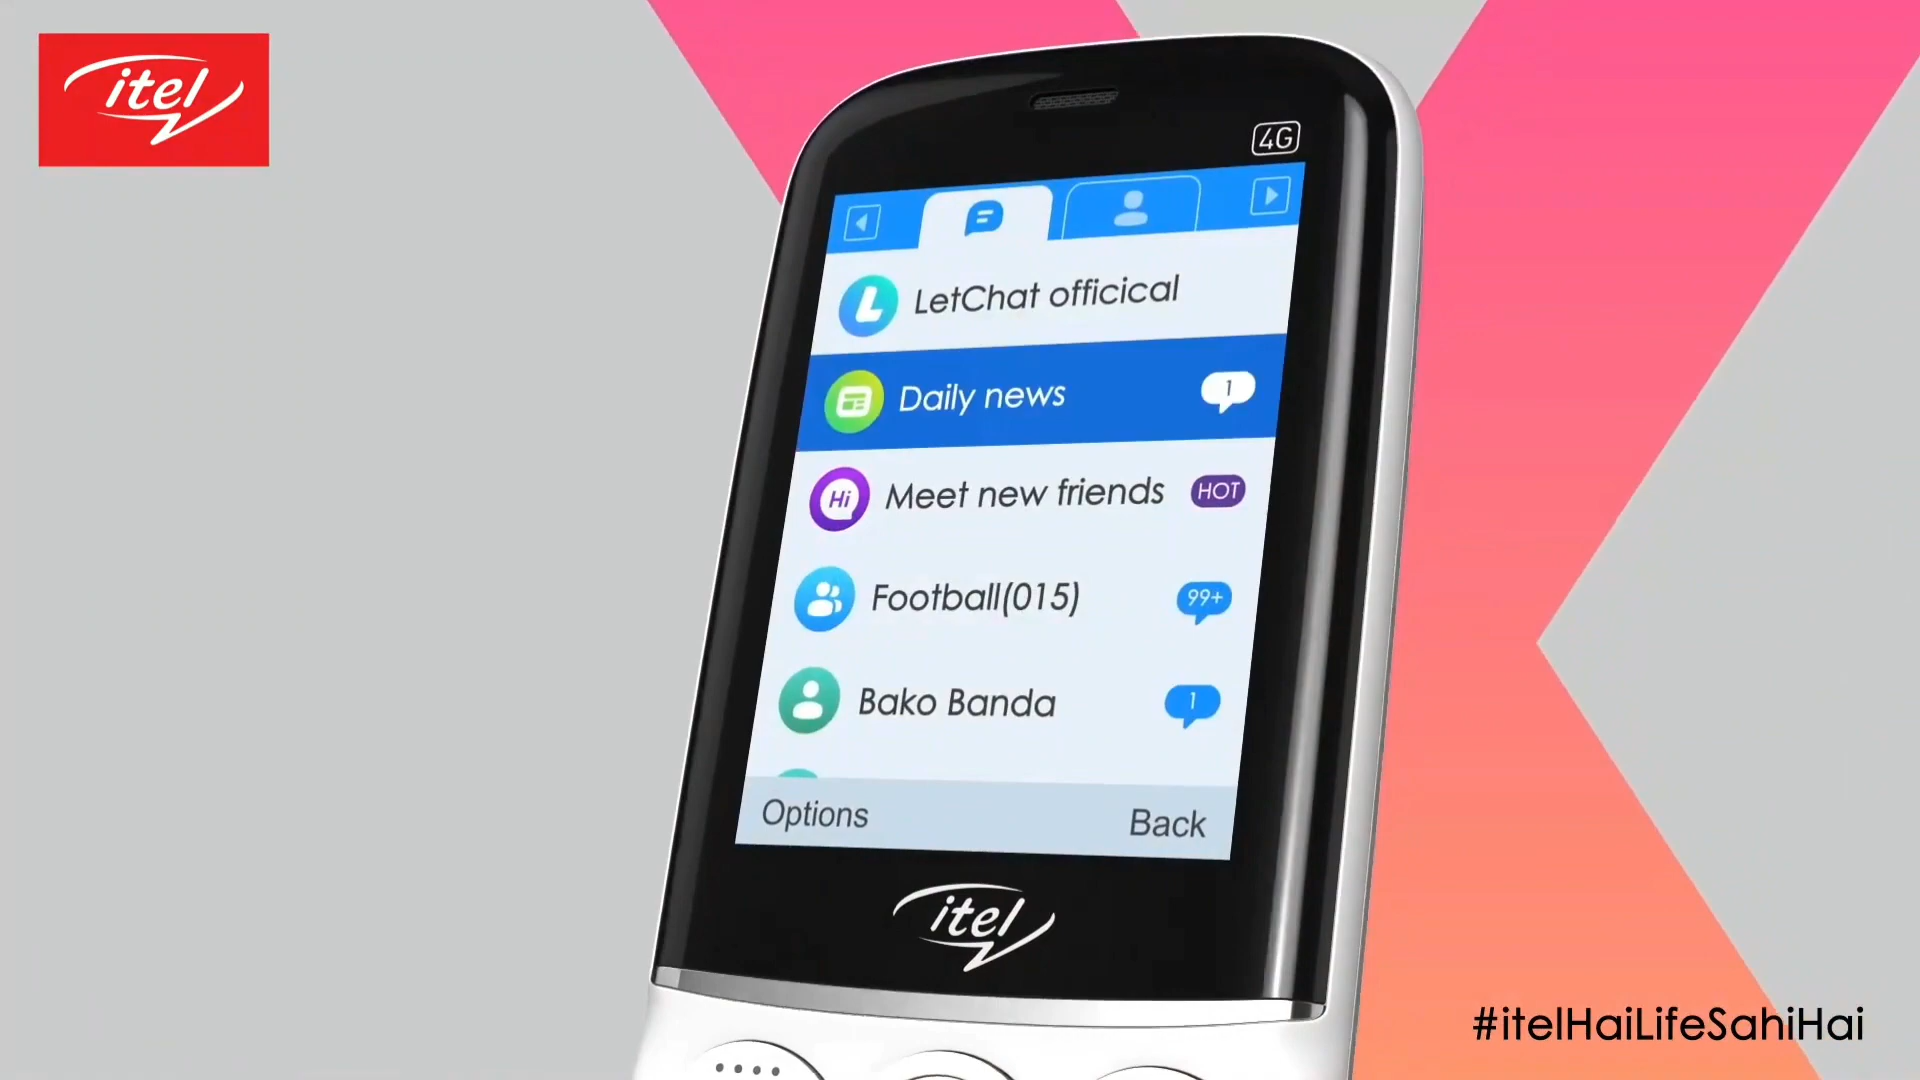 itel
4G
LetChat officical
Daily news
1
Hi
Meet new friends
HOT
Football(015)
99+
Bako Banda
1
Options
Back
itel
#itelHaiLifeSahiHai